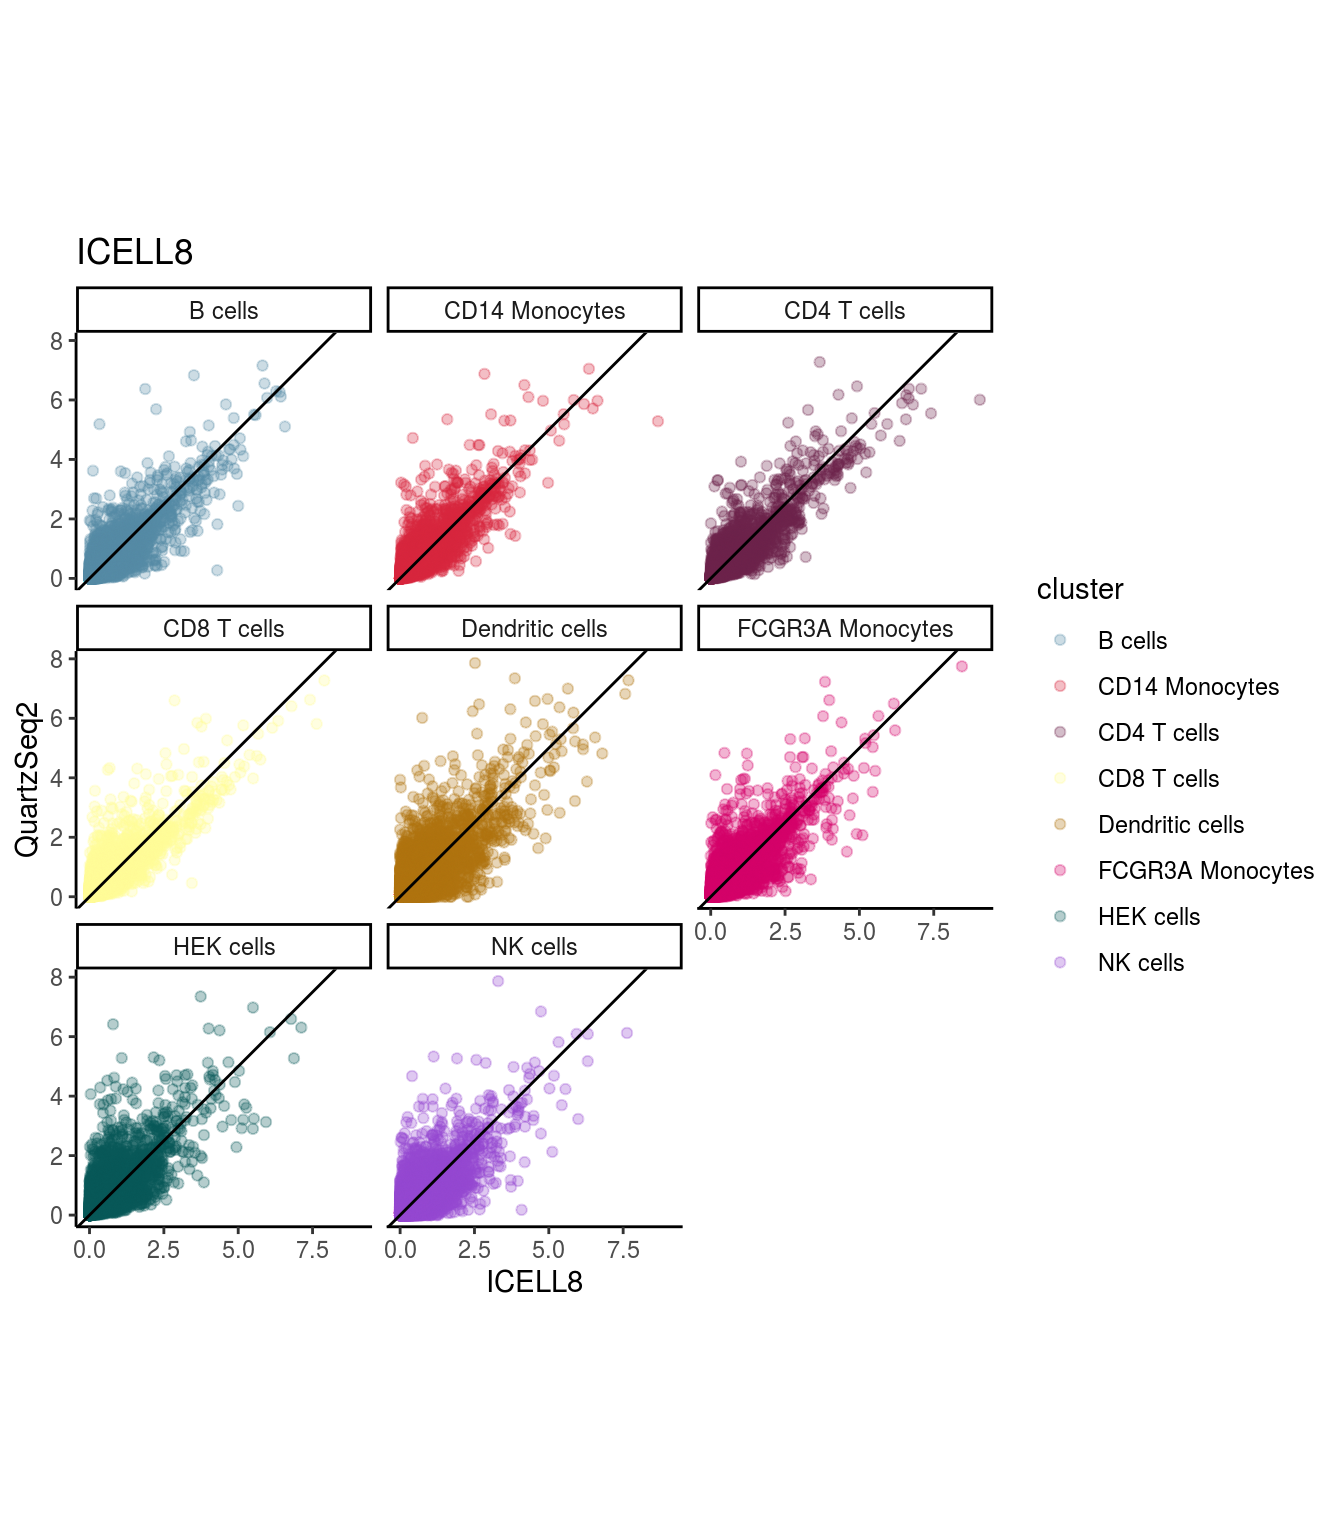 ICELL8
B cells
CD14 Monocytes
CD4 T cells
8
6
4
2
0
CD8 T cells
Dendritic cells
FCGR3A Monocytes
8
6
4
2
0
0.0 2.5 5.0 7.5
HEK cells
NK cells
8
6
4
2
0
0.0 2.5 5.0 7.5
0.0 2.5 5.0 7.5
ICELL8
QuartzSeq2
cluster
B cells
CD14 Monocytes
CD4 T cells
CD8 T cells
Dendritic cells
FCGR3A Monocytes
HEK cells
NK cells